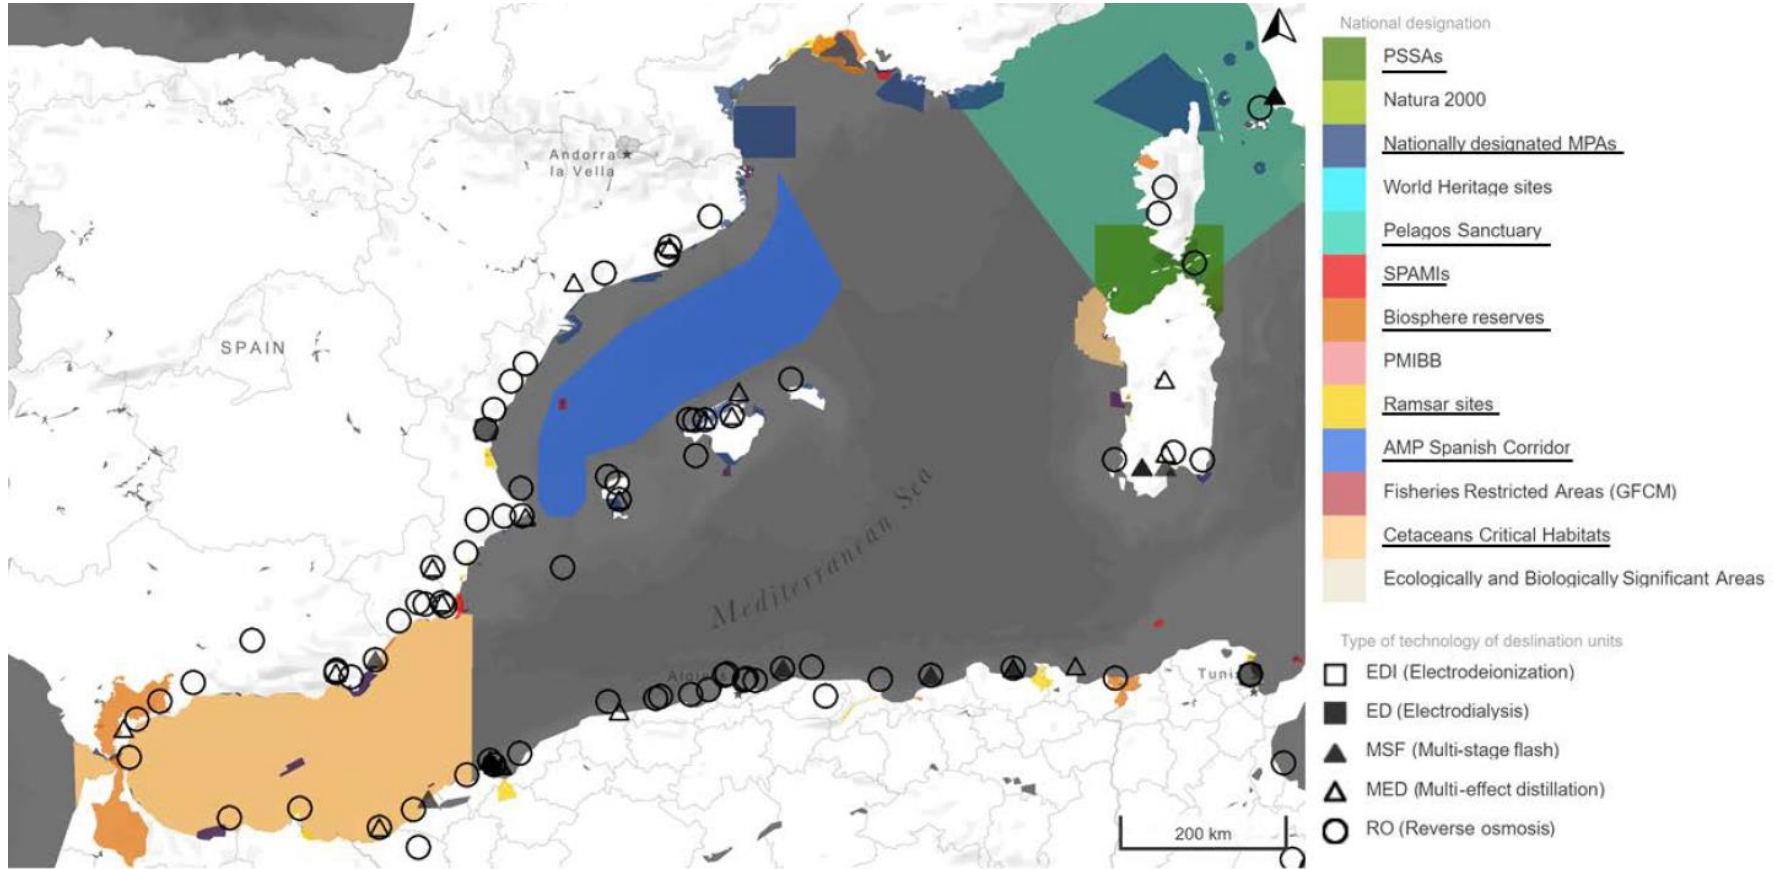 National designation
PSSAs
Natura 2000
Nationally designated MPAs
World Heritage sites
Pelagos Sanctuary
SPAMIs
Biosphere reserves
PMIBB
Ramsar sites
AMP Spanish Corridor
Fisheries Restricted Areas (GFCM)
Cetaceans Critical Habitats
Ecologically and Biologically Significant Areas
Type of technology of deslination units
EDI (Electrodeionization)
ED (Electrodialysis)
MSF (Multi-stage flash)
MED (Multi-effect distillation)
RO (Reverse osmosis)
Andorra
la Vella
SPAIN
Mediterranean Sea
200 km